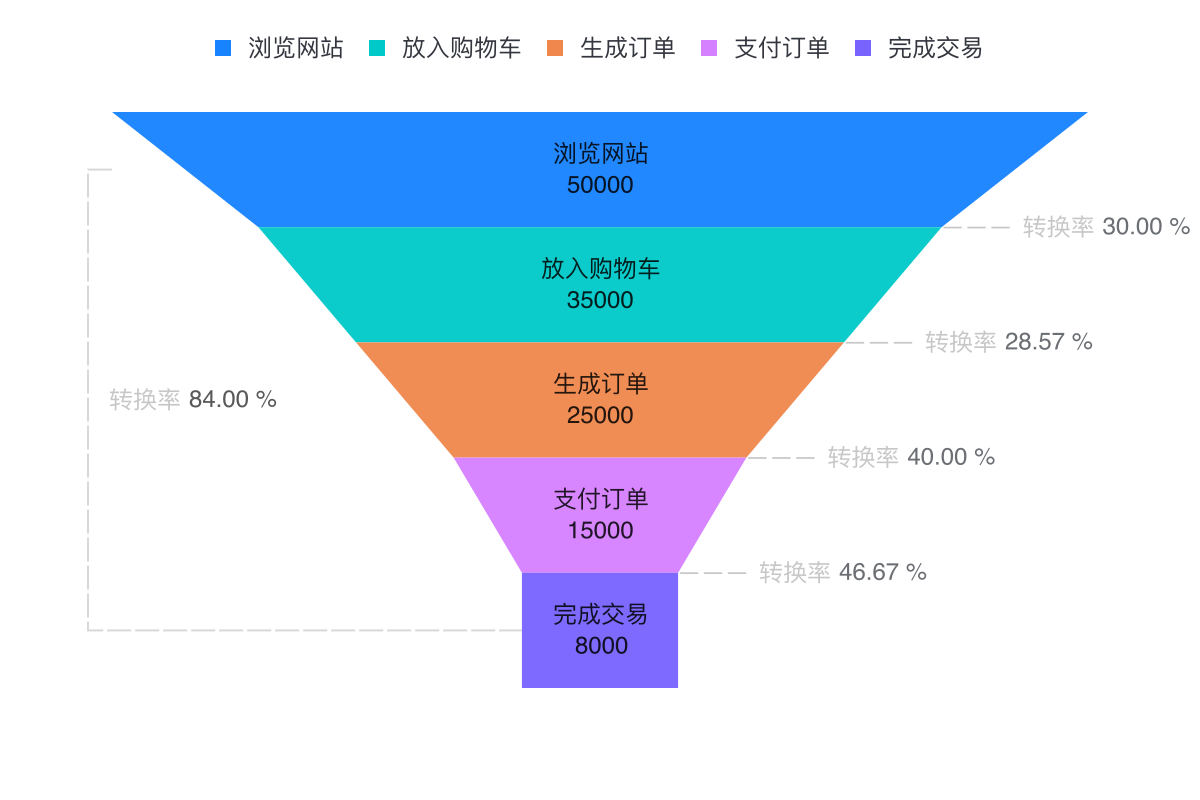 浏览网站 放入购物车 生成订单 支付订单 完成交易
浏览网站
50000
转换率 30.00 %
放入购物车
35000
转换率 28.57 %
生成订单
25000
转换率 84.00 %
转换率 40.00 %
支付订单
15000
转换率 46.67 %
完成交易
8000